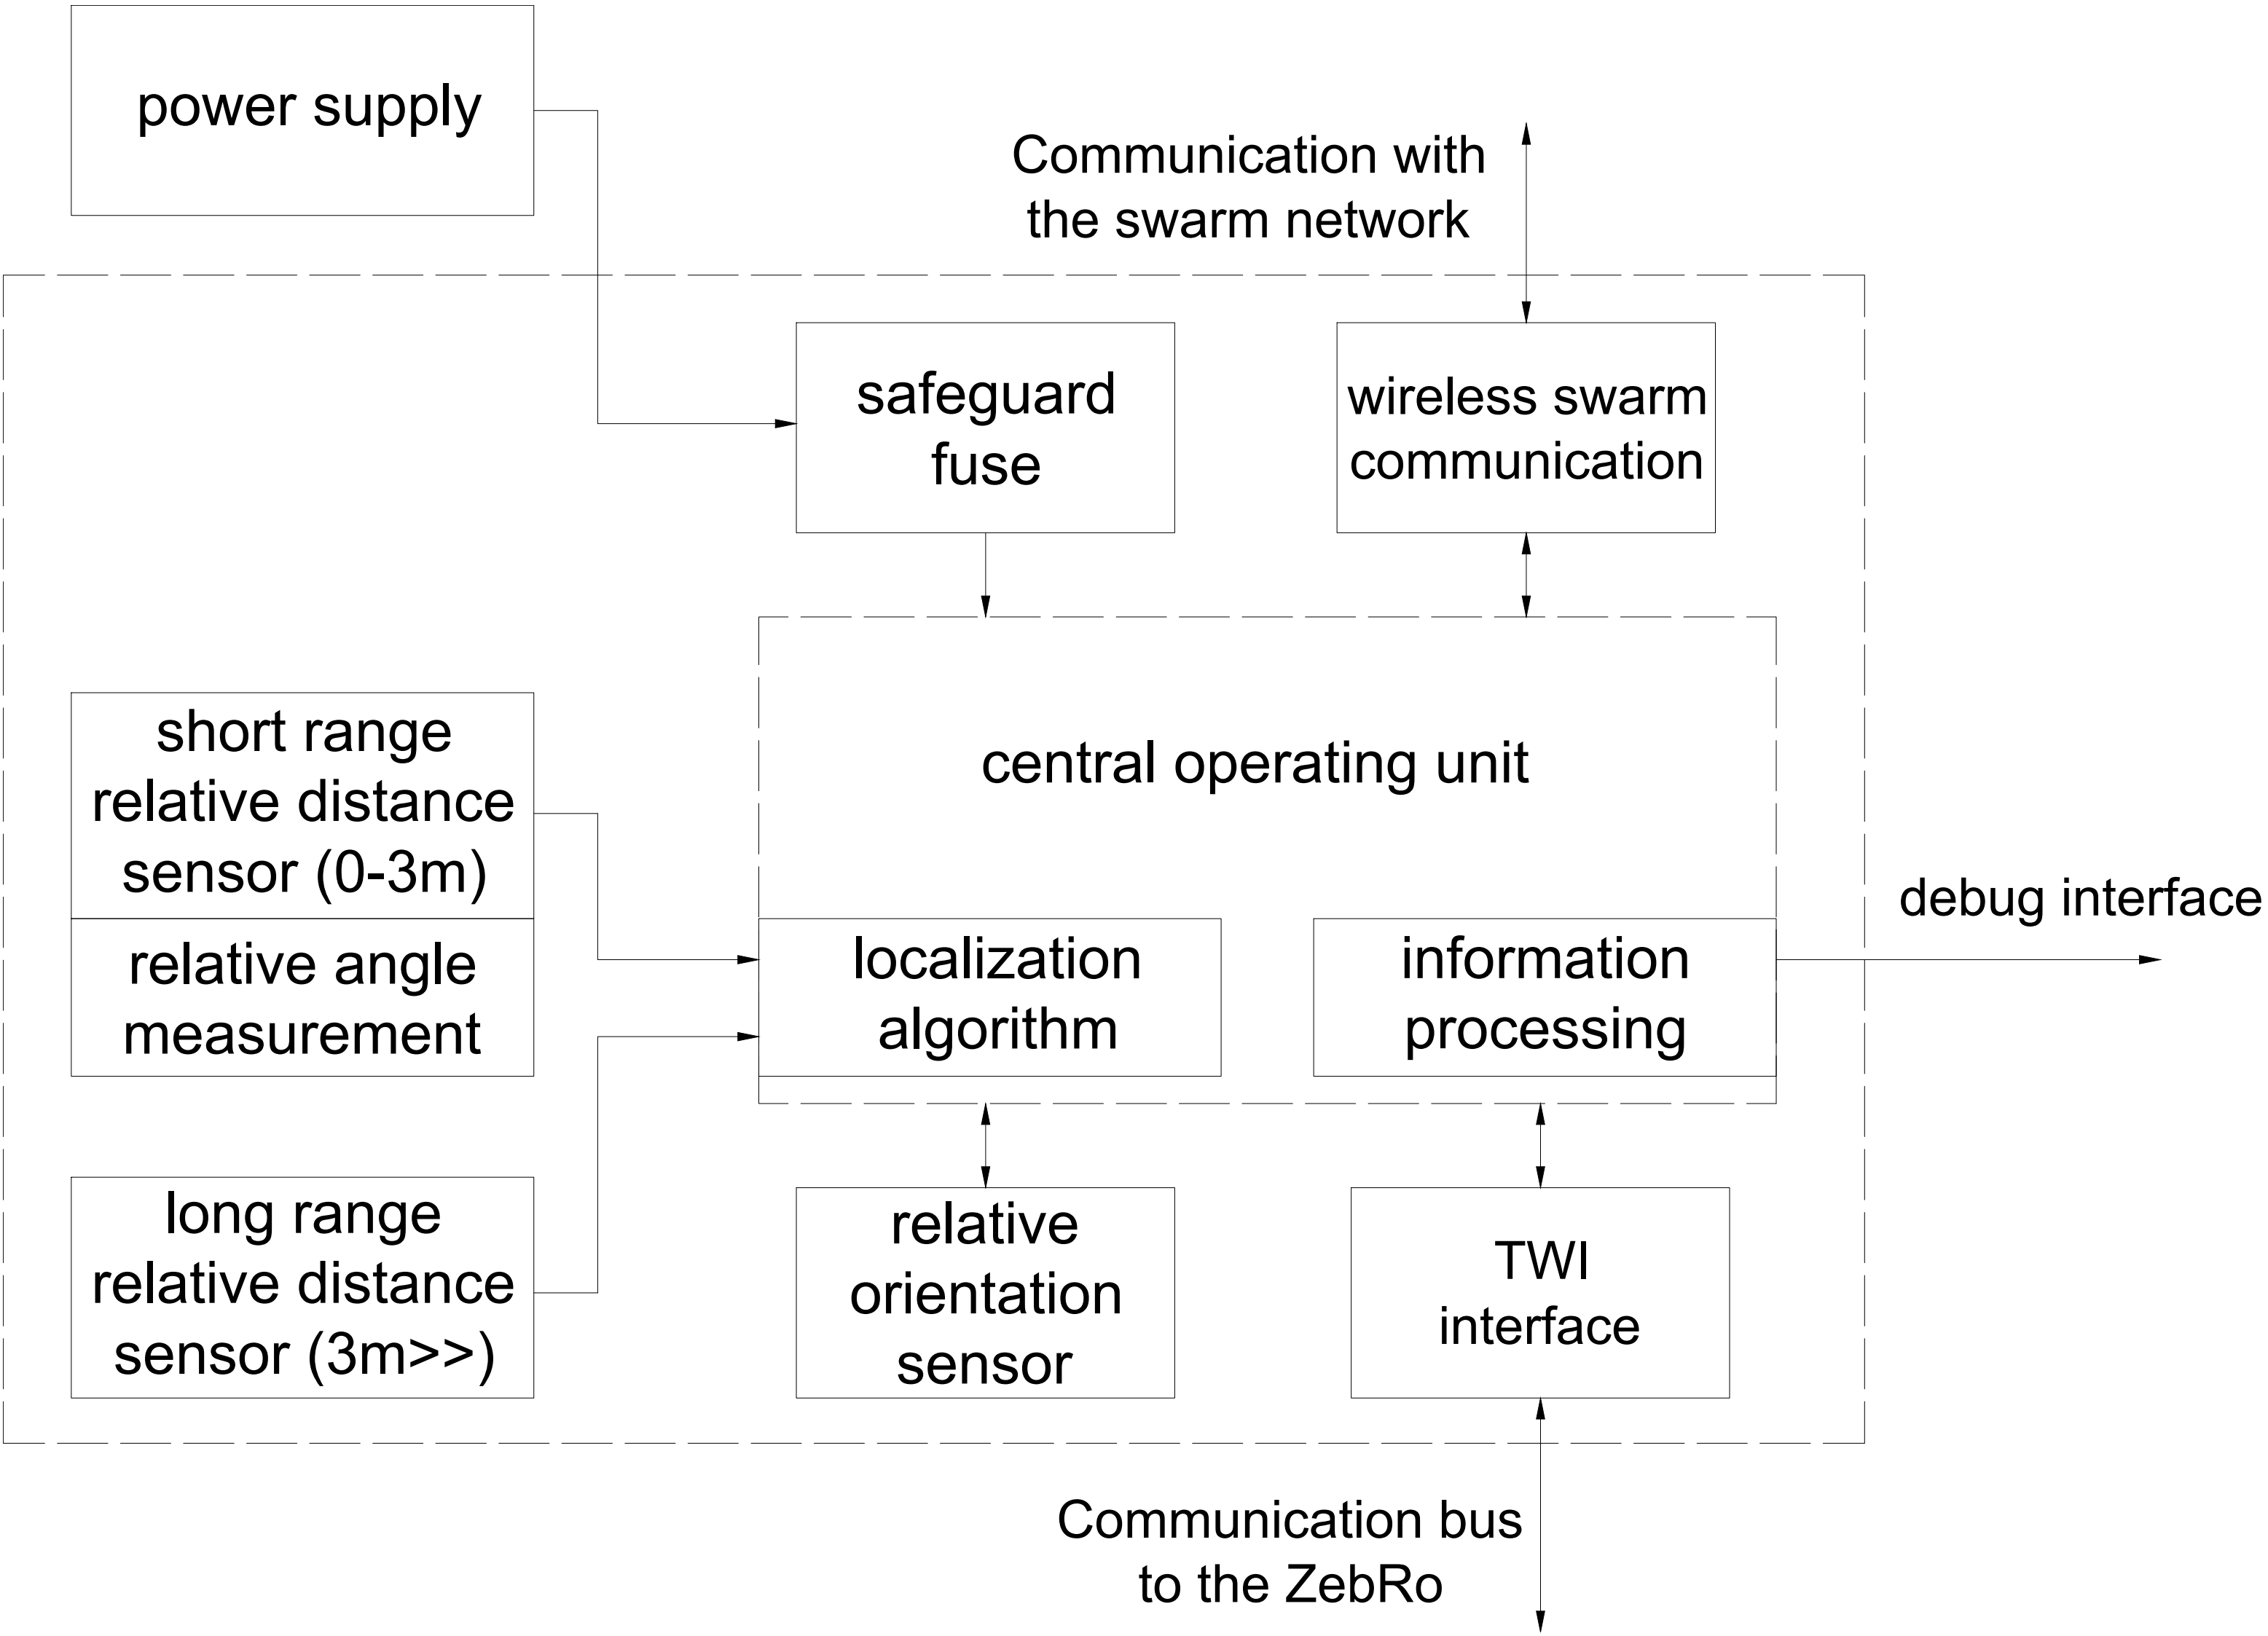 power supply
Communication with
the swarm network
safeguard
fuse
wireless swarm
communication
short range
relative distance
sensor (0-3m)
relative angle
measurement
central operating unit
localization
algorithm
information
processing
debug interface
long range
relative distance
sensor (3m>>)
relative
orientation
sensor
TWI
interface
Communication bus
to the ZebRo